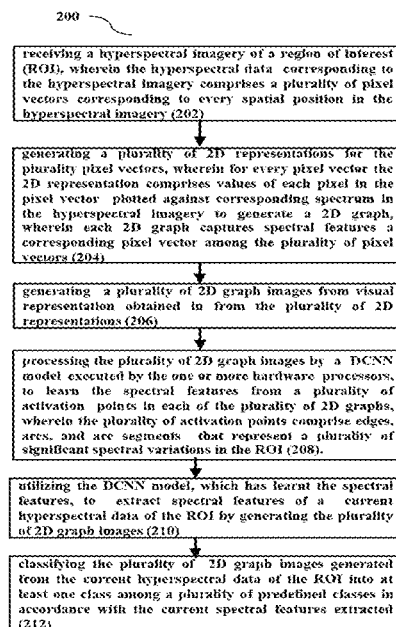 200
receiving a hyperspectral imagery of a region of interest
(ROI), wherein the hyperspectral data corresponding to
the hyperspectral imagery comprises a plurality of pixel
vectors corresponding to every spatial position in the
hyperspectral imagery (202)
generating a plurality of 2D representations for the
plurality pixel vectors, wherein for every pixel vector the
2D representation comprises values of each pixel in the
pixel vector plotted against corresponding spectrum in
the hyperspectral imagery to generate a 2D graph,
wherein each 2D graph captures spectral features a
corresponding pixel vector among the plurality of pixel
vectors (204)
generating a plurality of 2D graph images from visual
representation obtained in from the plurality of 2D
representations (206)
processing the plurality of 2D graph images by a DCNN
model executed by the one or more hardware processors,
to learn the spectral features from a plurality of
activation points in each of the plurality of 2D graphs,
wherein the plurality of activation points comprise edges,
arcs, and arc segments that represent a plurality of
significant spectral variations in the ROI (208).
utilizing the DCNN model, which has learnt the spectral
features, to extract spectral features of a current
hyperspectral data of the ROI by generating the plurality
of 2D graph images (210)
classifying the plurality of 2D graph images generated
from the current hyperspectral data of the ROI into at
least one class among a plurality of predefined classes in
accordance with the current spectral features extracted
(212)